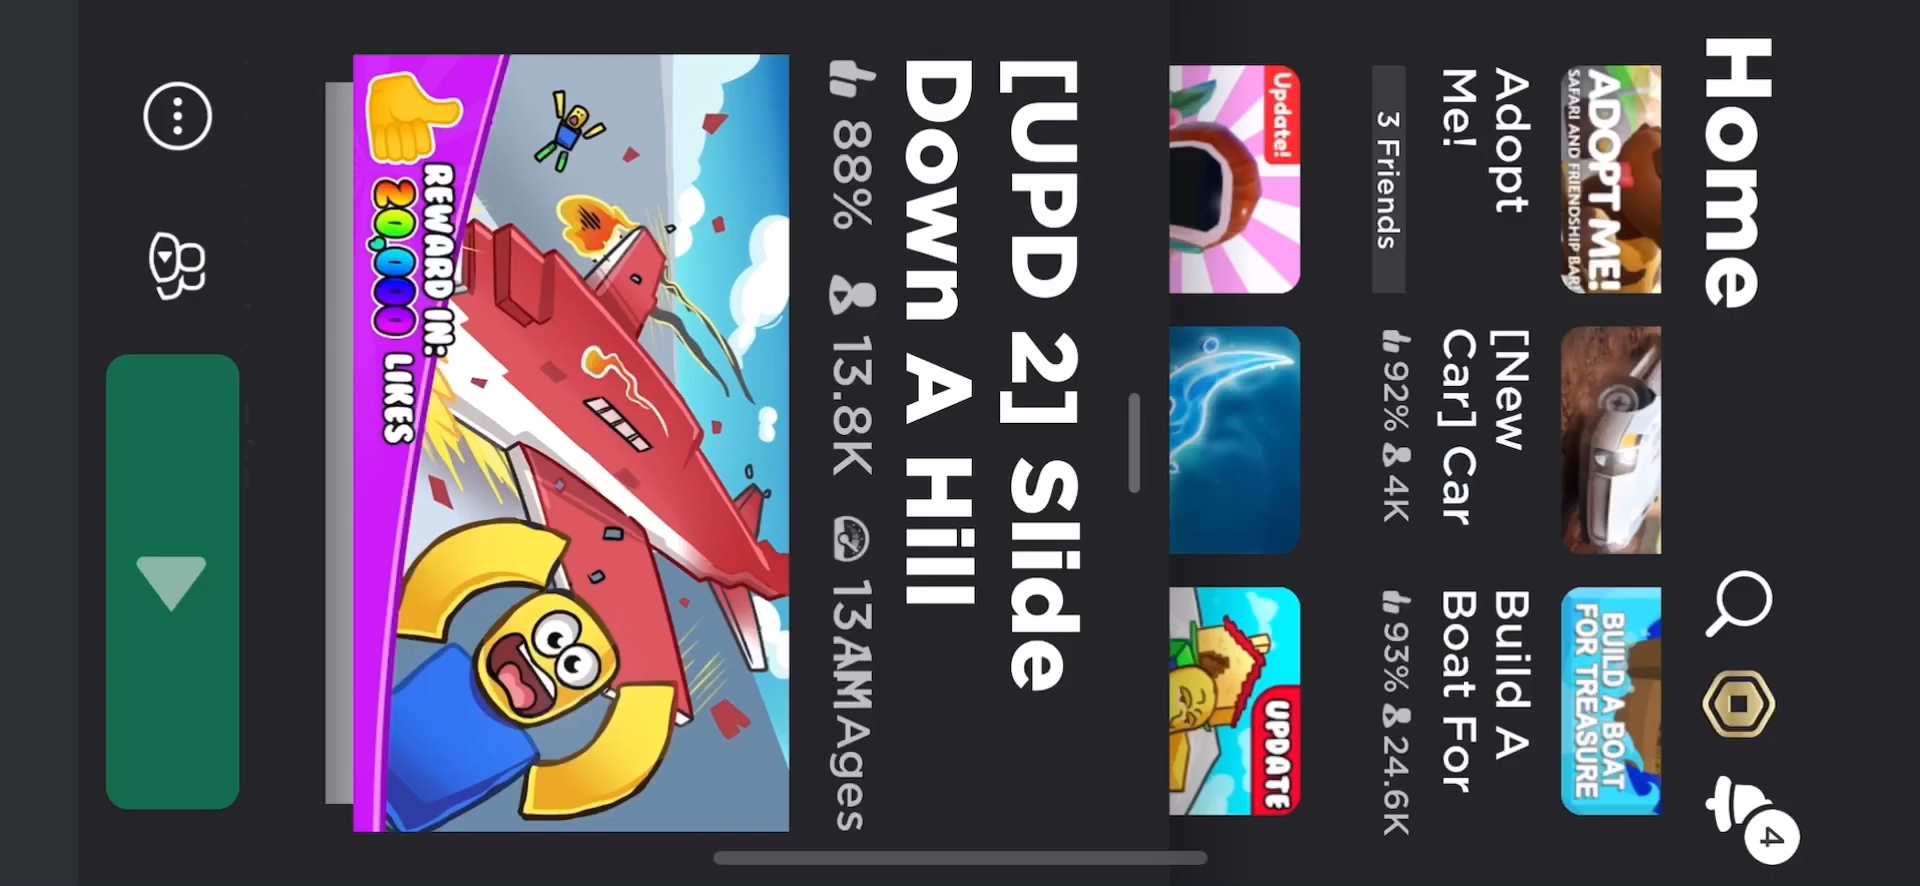 Home
4
ADOPT ME!
SAFARI AND FRIENDSHIP
BUILD A BOAT
FOR TREASURE
Adopt
Me!
[New
Car] Car
Build A
Boat For
3 Friends
92% 4K
93% 24.6K
Update!
UPDATE
[UPD 2] Slide
Down A Hill
88% 13.8K 13AMAges
REWARD IN:
20,000 LIKES